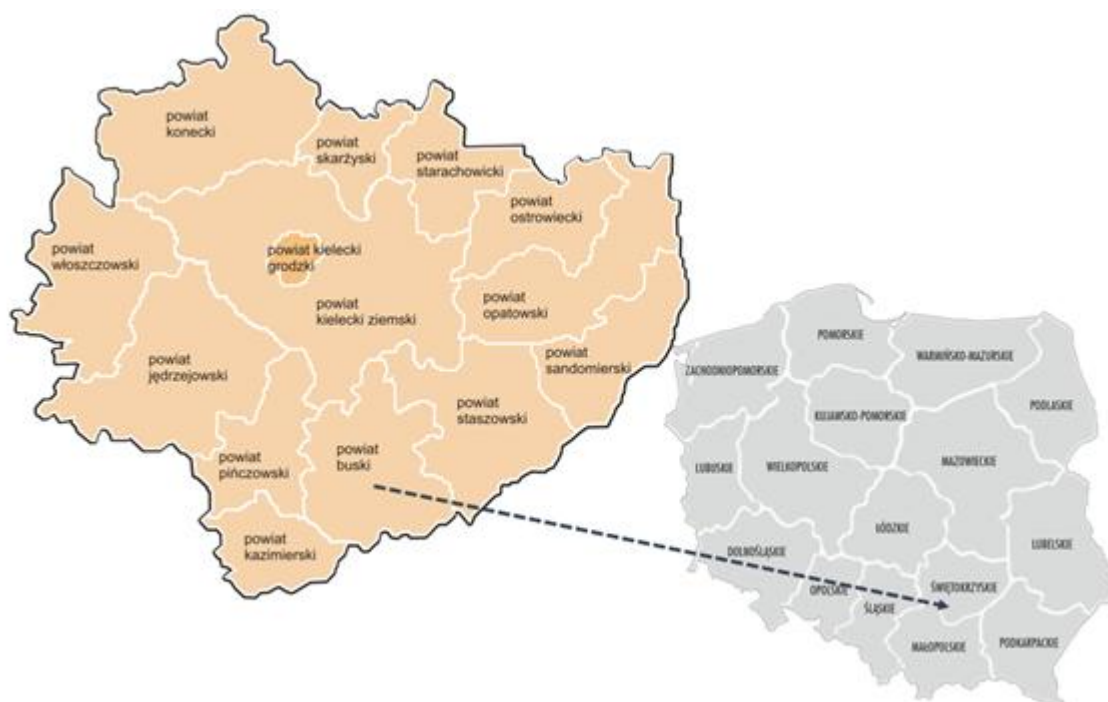 powiat
konecki
powiat
skarżyski
powiat
starachowicki
powiat
ostrowiecki
powiat
włoszczowski
powiat kielecki
grodzki
powiat
kielecki ziemski
powiat
opatowski
powiat
jędrzejowski
powiat
sandomierski
powiat
staszowski
powiat
buski
powiat
pińczowski
powiat
kazimierski
POMORSKIE
WARMIŃSKO-MAZURSKIE
ZACHODNIOPOMORSKIE
PODLASKIE
KUJAWSKO-POMORSKIE
LUBUSKIE
WIELKOPOLSKIE
MAZOWIECKIE
ŁÓDZKIE
DOLNOŚLĄSKIE
LUBELSKIE
OPOLSKIE
ŚWIĘTOKRZYSKIE
ŚLĄSKIE
MAŁOPOLSKIE
PODKARPACKIE